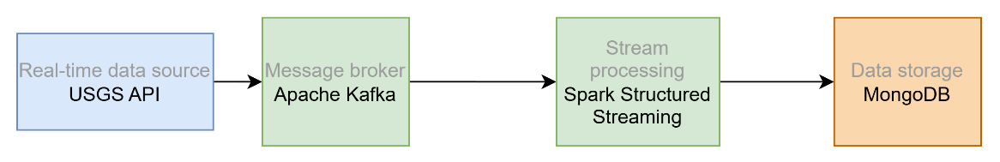 Real-time data source
USGS API
Message broker
Apache Kafka
Stream
processing
Spark Structured
Streaming
Data storage
MongoDB